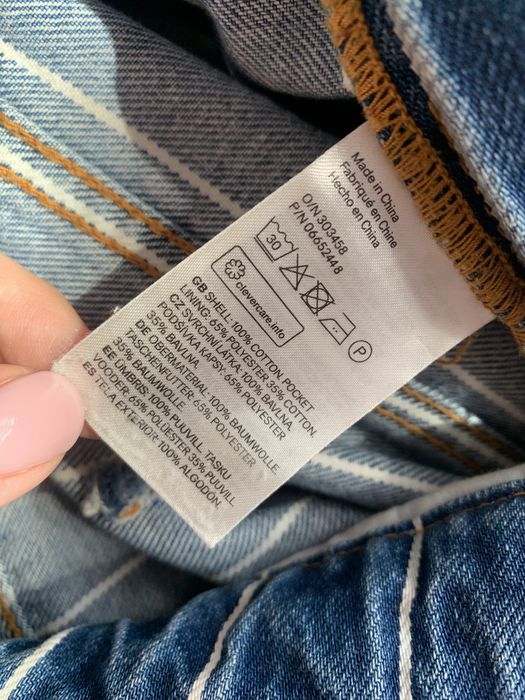 Made in China
Fabriqué en Chine
Hecho en China
O/N 303458
P/N 06652448
30
P
clevercare.info
GB SHELL: 100% COTTON. POCKET
LINING: 65% POLYESTER 35% COTTON.
CZ SVRCHNÍ LÁTKA: 100% BAVLNA.
PODŠÍVKA KAPSY: 65% POLYESTER
35% BAVLNA.
DE OBERMATERIAL: 100% BAUMWOLLE.
TASCHENFUTTER: 65% POLYESTER
35% BAUMWOLLE.
EE ÜMBRIS: 100% PUUVILL. TASKU
VOODER: 65% POLÜESTER 35% PUUVILL
ES TELA EXTERIOR: 100% ALGODÓN.